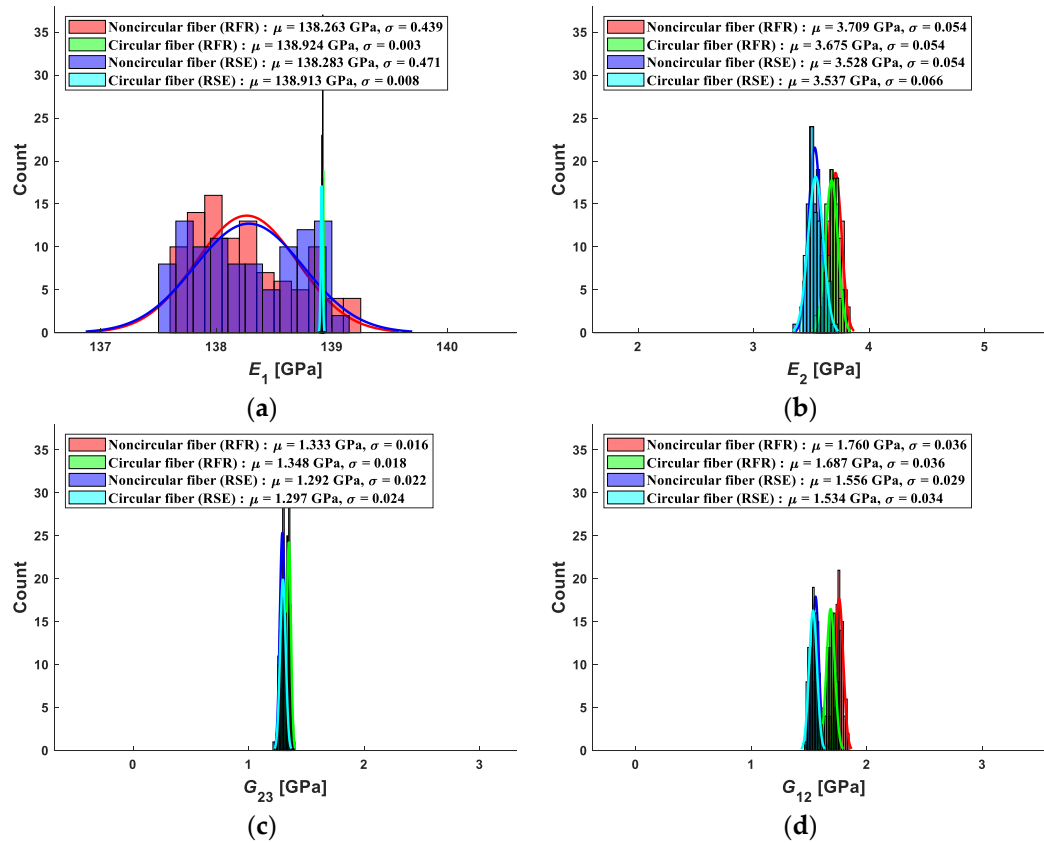 Noncircular fiber (RFR) : μ = 138.263 GPa, σ = 0.439
Circular fiber (RFR) : μ = 138.924 GPa, σ = 0.003
Noncircular fiber (RSE) : μ = 138.283 GPa, σ = 0.471
Circular fiber (RSE) : μ = 138.913 GPa, σ = 0.008
35
30
25
20
15
10
5
0
Count
137 138 139 140
E₁ [GPa]
(a)
Noncircular fiber (RFR) : μ = 3.709 GPa, σ = 0.054
Circular fiber (RFR) : μ = 3.675 GPa, σ = 0.054
Noncircular fiber (RSE) : μ = 3.528 GPa, σ = 0.054
Circular fiber (RSE) : μ = 3.537 GPa, σ = 0.066
35
30
25
20
15
10
5
0
Count
2 3 4 5
E₂ [GPa]
(b)
Noncircular fiber (RFR) : μ = 1.333 GPa, σ = 0.016
Circular fiber (RFR) : μ = 1.348 GPa, σ = 0.018
Noncircular fiber (RSE) : μ = 1.292 GPa, σ = 0.022
Circular fiber (RSE) : μ = 1.297 GPa, σ = 0.024
35
30
25
20
15
10
5
0
Count
0 1 2 3
G₂₃ [GPa]
(c)
Noncircular fiber (RFR) : μ = 1.760 GPa, σ = 0.036
Circular fiber (RFR) : μ = 1.687 GPa, σ = 0.036
Noncircular fiber (RSE) : μ = 1.556 GPa, σ = 0.029
Circular fiber (RSE) : μ = 1.534 GPa, σ = 0.034
35
30
25
20
15
10
5
0
Count
0 1 2 3
G₁₂ [GPa]
(d)